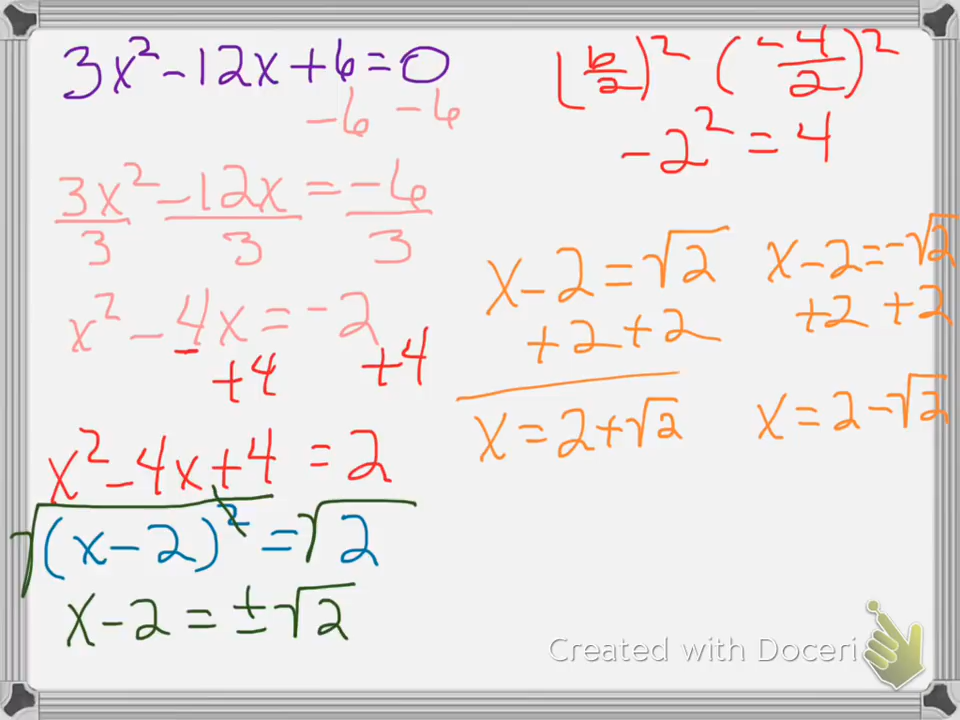 3x² - 12x + 6 = 0
-6 -6
3x²/3 - 12x/3 = -6/3
x² - 4x = -2
+4 +4
x² - 4x + 4 = 2
√(x - 2)² = √2
x - 2 = ±√2
(b/2)² (-4/2)²
-2² = 4
x - 2 = √2
+2 +2
x = 2 + √2
x - 2 = -√2
+2 +2
x = 2 - √2
Created with Doceri